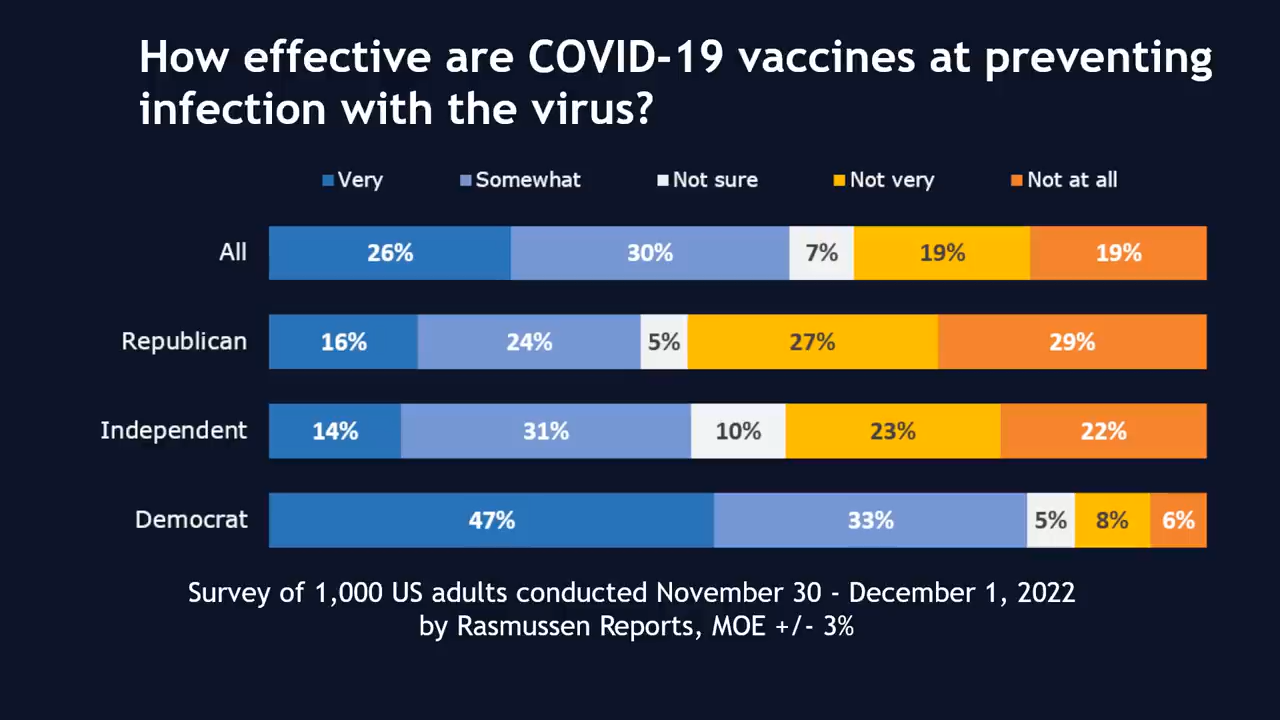 How effective are COVID-19 vaccines at preventing
infection with the virus?
Very Somewhat Not sure Not very Not at all
All 26% 30% 7% 19% 19%
Republican 16% 24% 5% 27% 29%
Independent 14% 31% 10% 23% 22%
Democrat 47% 33% 5% 8% 6%
Survey of 1,000 US adults conducted November 30 - December 1, 2022
by Rasmussen Reports, MOE +/- 3%